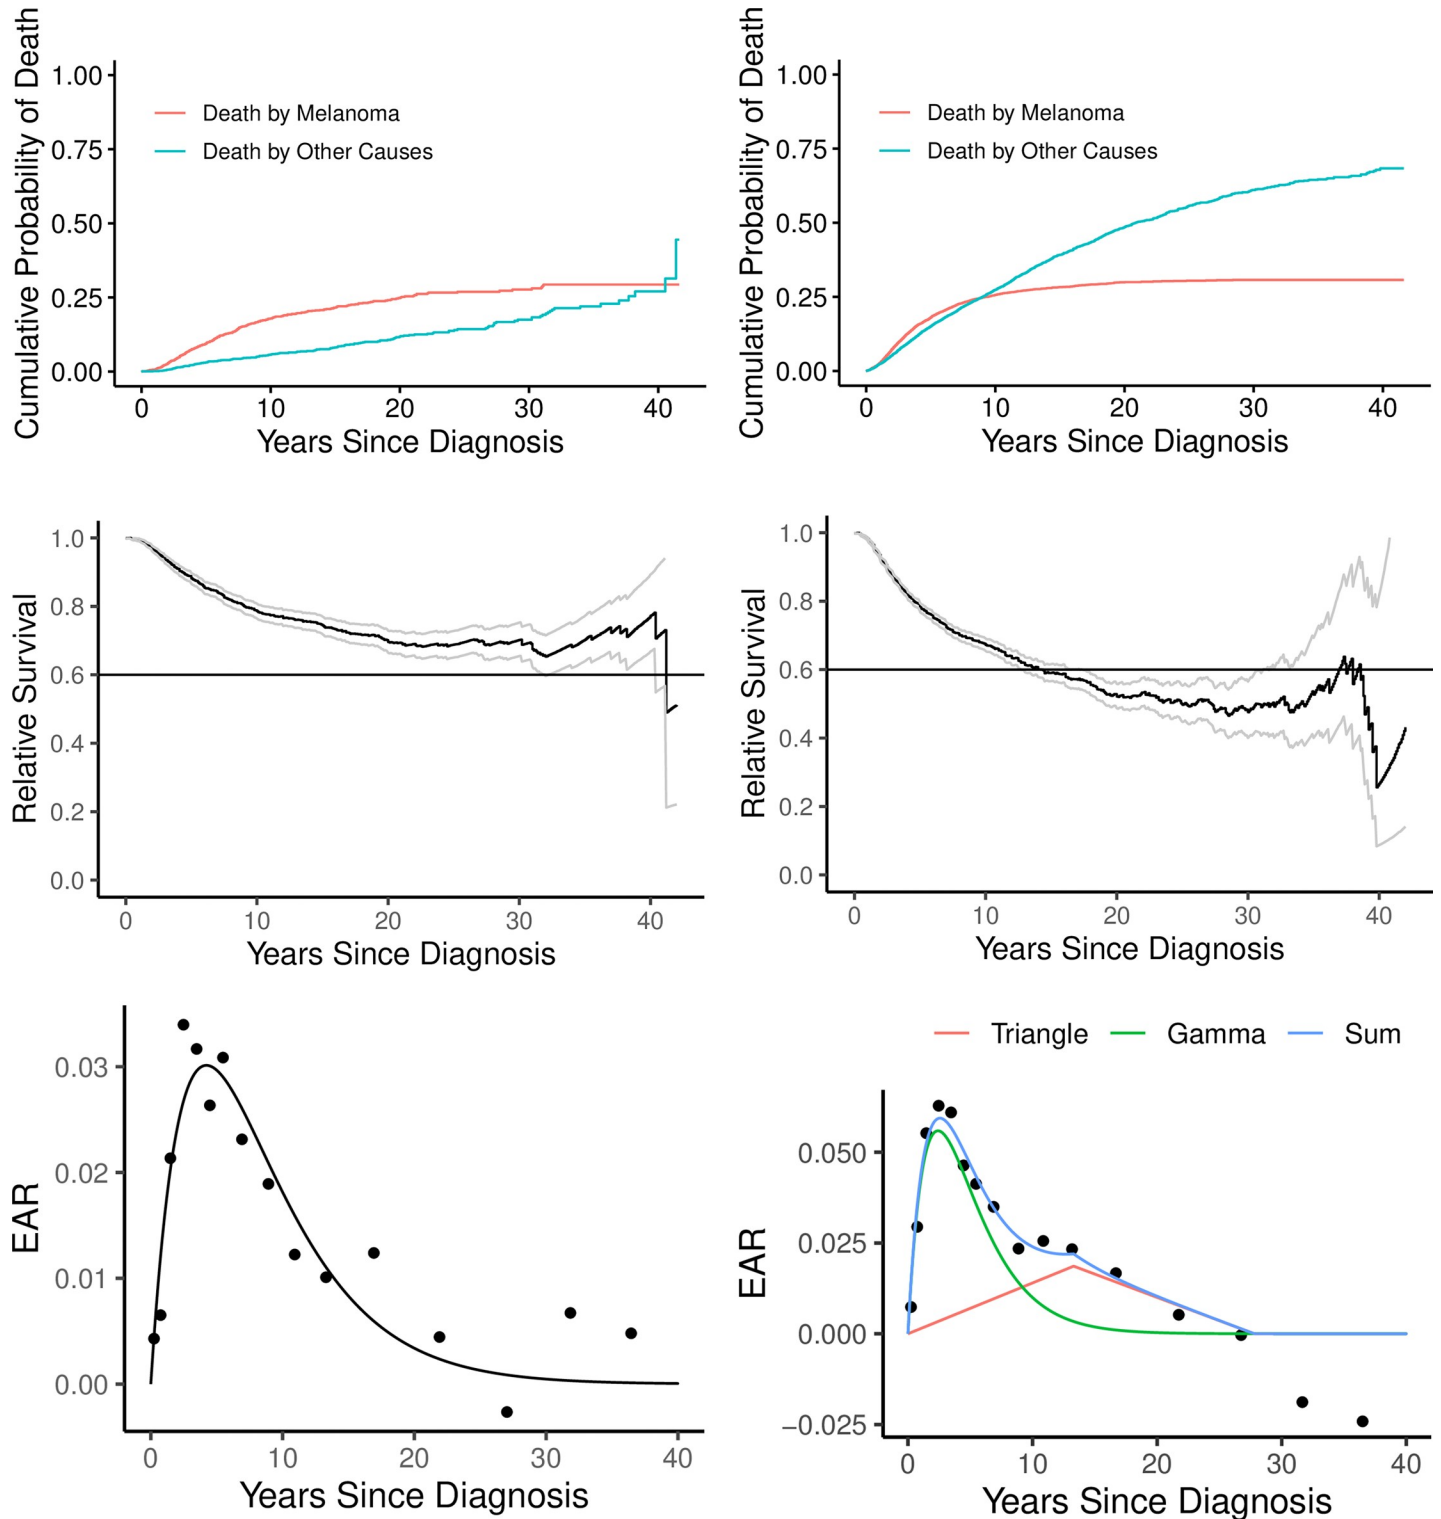 Cumulative Probability of Death
1.00
0.75
0.50
0.25
0.00
Death by Melanoma
Death by Other Causes
0 10 20 30 40
Years Since Diagnosis
Cumulative Probability of Death
1.00
0.75
0.50
0.25
0.00
Death by Melanoma
Death by Other Causes
0 10 20 30 40
Years Since Diagnosis
Relative Survival
1.0
0.8
0.6
0.4
0.2
0.0
0 10 20 30 40
Years Since Diagnosis
Relative Survival
1.0
0.8
0.6
0.4
0.2
0.0
0 10 20 30 40
Years Since Diagnosis
EAR
0.03
0.02
0.01
0.00
0 10 20 30 40
Years Since Diagnosis
Triangle Gamma Sum
EAR
0.050
0.025
0.000
−0.025
0 10 20 30 40
Years Since Diagnosis